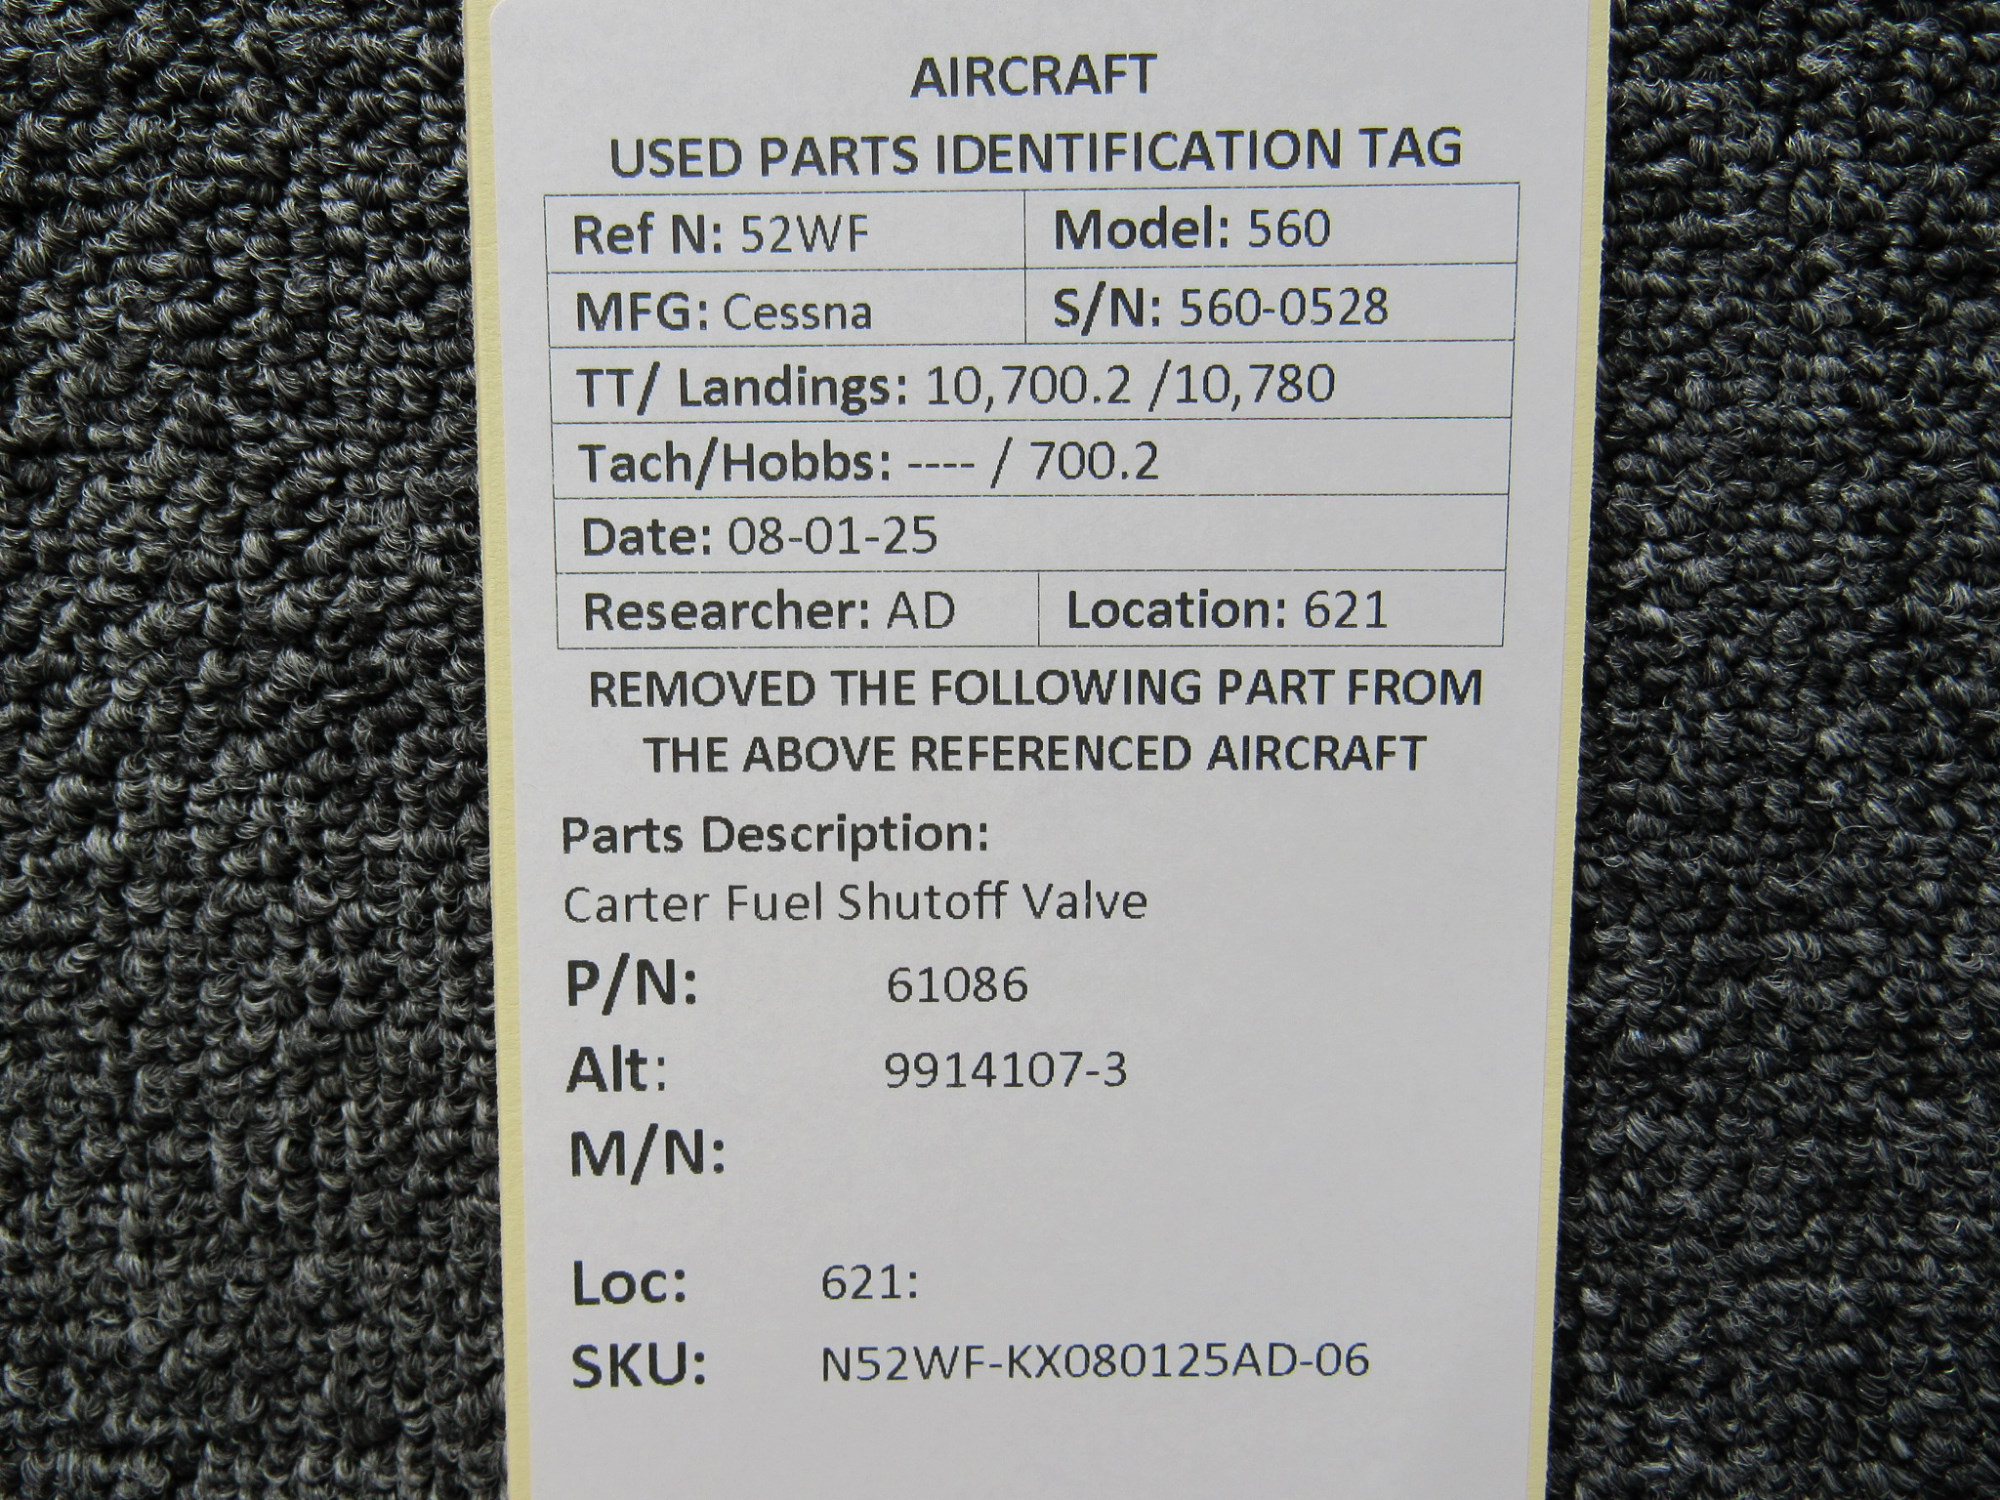 AIRCRAFT
USED PARTS IDENTIFICATION TAG
Ref N: 52WF Model: 560
MFG: Cessna S/N: 560-0528
TT/ Landings: 10,700.2 /10,780
Tach/Hobbs: ---- / 700.2
Date: 08-01-25
Researcher: AD Location: 621
REMOVED THE FOLLOWING PART FROM
THE ABOVE REFERENCED AIRCRAFT
Parts Description:
Carter Fuel Shutoff Valve
P/N: 61086
Alt: 9914107-3
M/N:
Loc: 621:
SKU: N52WF-KX080125AD-06